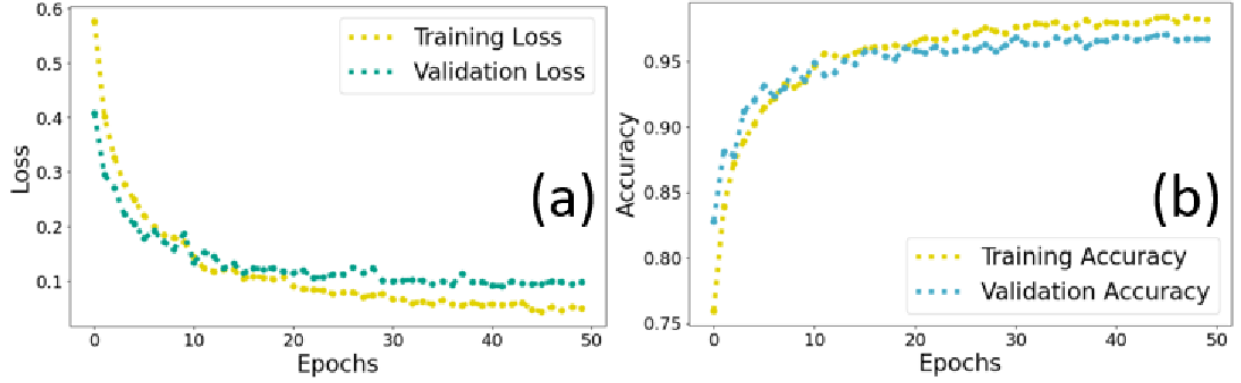 0.6
0.5
0.4
0.3
0.2
0.1
Loss
Training Loss
Validation Loss
(a)
0 10 20 30 40 50
Epochs
0.95
0.90
0.85
0.80
0.75
Accuracy
(b)
Training Accuracy
Validation Accuracy
0 10 20 30 40 50
Epochs